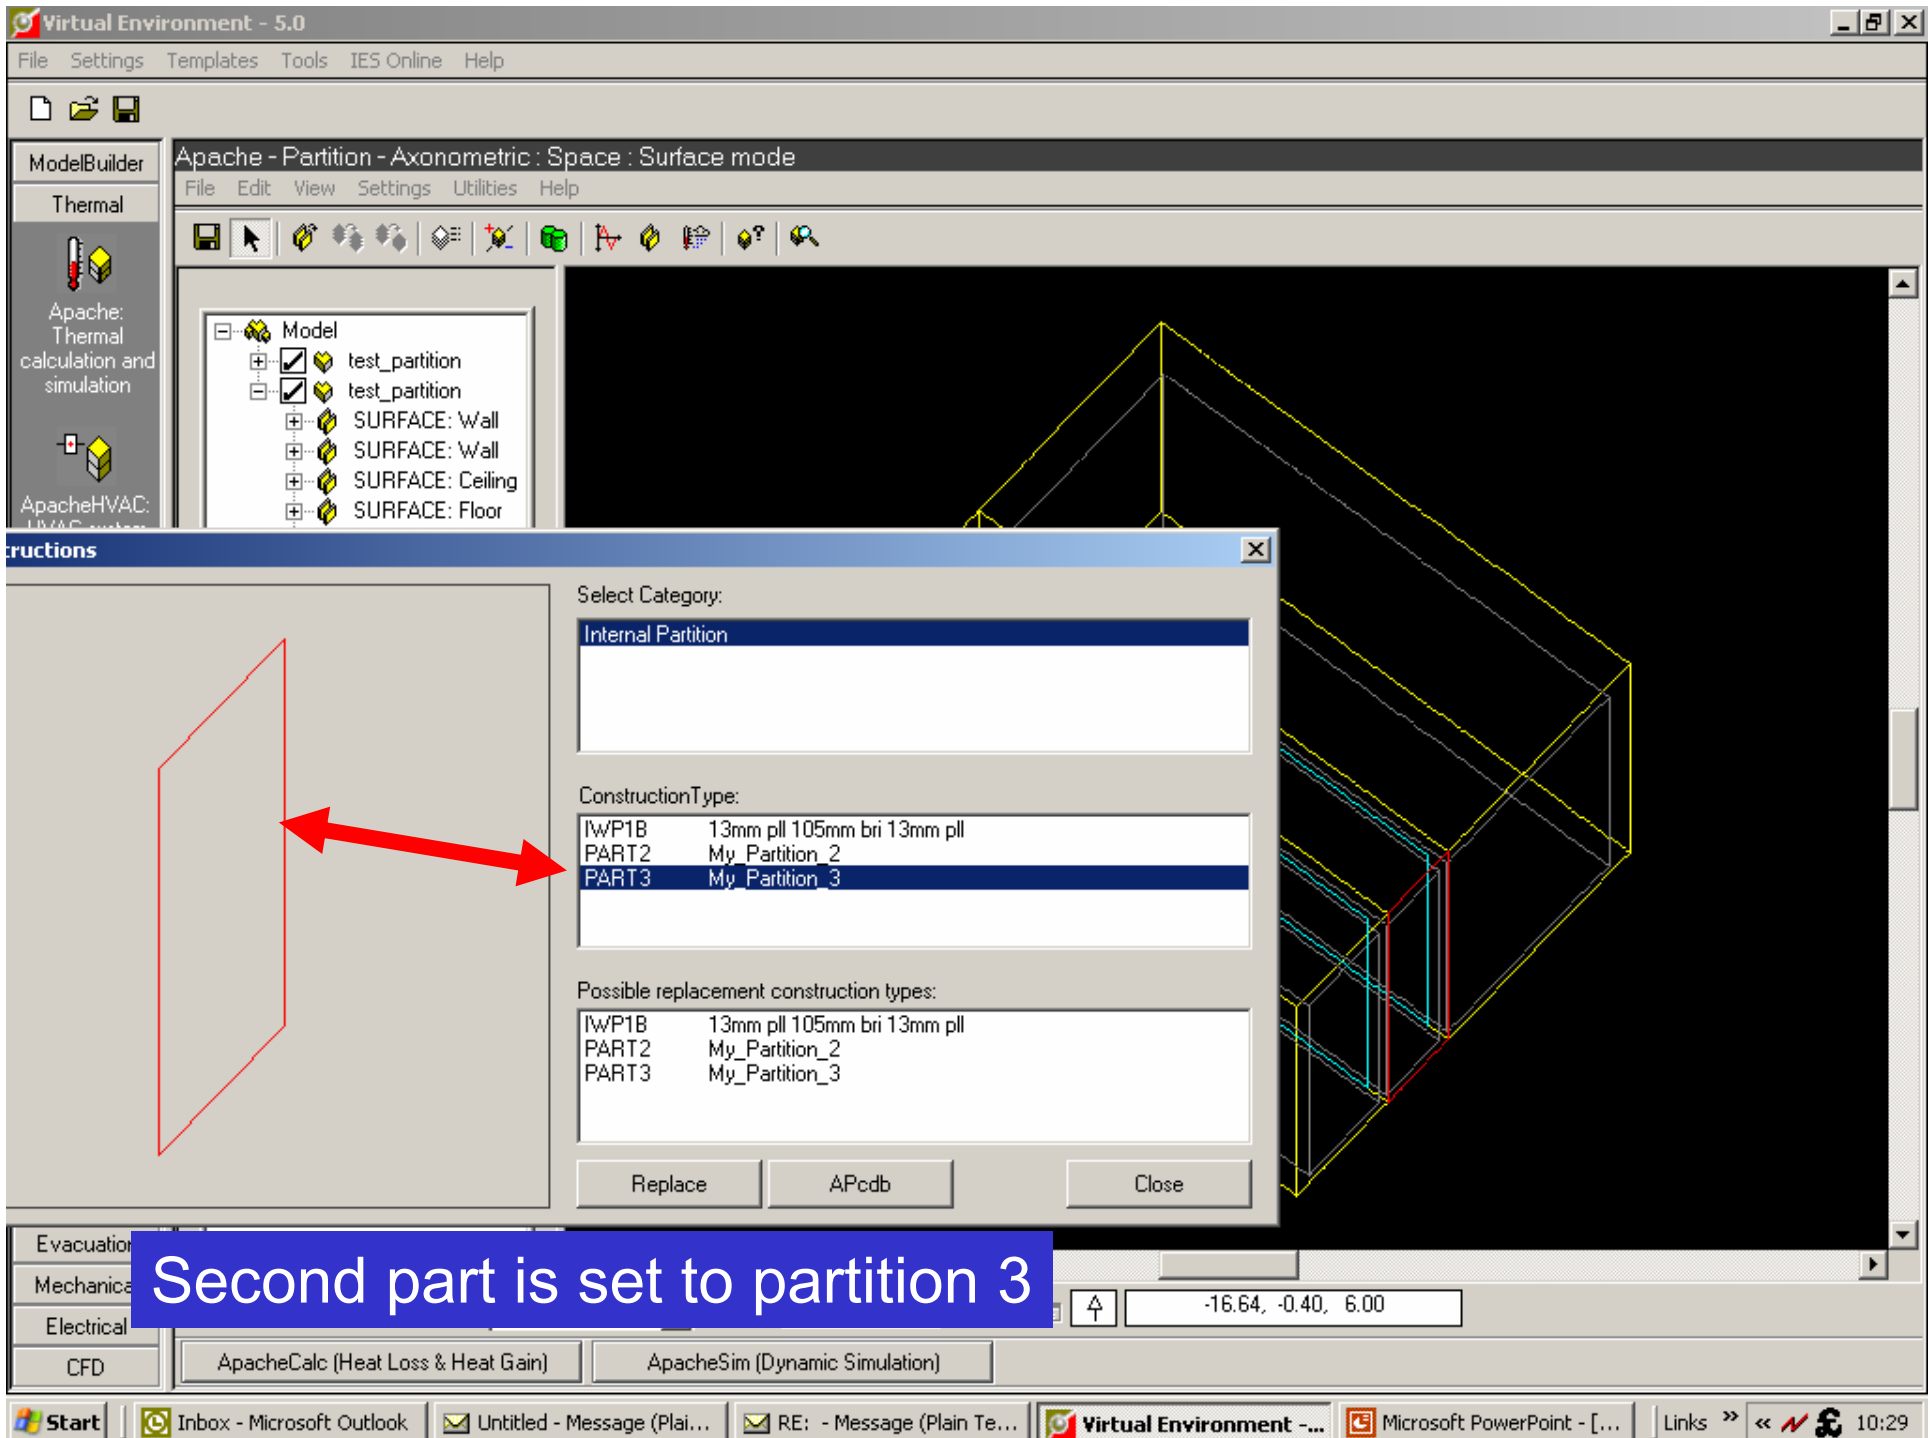 Virtual Environment - 5.0
File Settings Templates Tools IES Online Help
ModelBuilder
Thermal
Apache:
Thermal
calculation and
simulation
ApacheHVAC:
Apache - Partition - Axonometric : Space : Surface mode
File Edit View Settings Utilities Help
Model
test_partition
test_partition
SURFACE: Wall
SURFACE: Wall
SURFACE: Ceiling
SURFACE: Floor
tructions
Select Category:
Internal Partition
ConstructionType:
IWP1B 13mm pll 105mm bri 13mm pll
PART2 My_Partition_2
PART3 My_Partition_3
Possible replacement construction types:
IWP1B 13mm pll 105mm bri 13mm pll
PART2 My_Partition_2
PART3 My_Partition_3
Replace APcdb Close
Evacuation
Mechanica
Electrical
CFD
Second part is set to partition 3
-16.64, -0.40, 6.00
ApacheCalc (Heat Loss & Heat Gain) ApacheSim (Dynamic Simulation)
Start Inbox - Microsoft Outlook Untitled - Message (Plai... RE: - Message (Plain Te... Virtual Environment -... Microsoft PowerPoint - [... Links » « 10:29